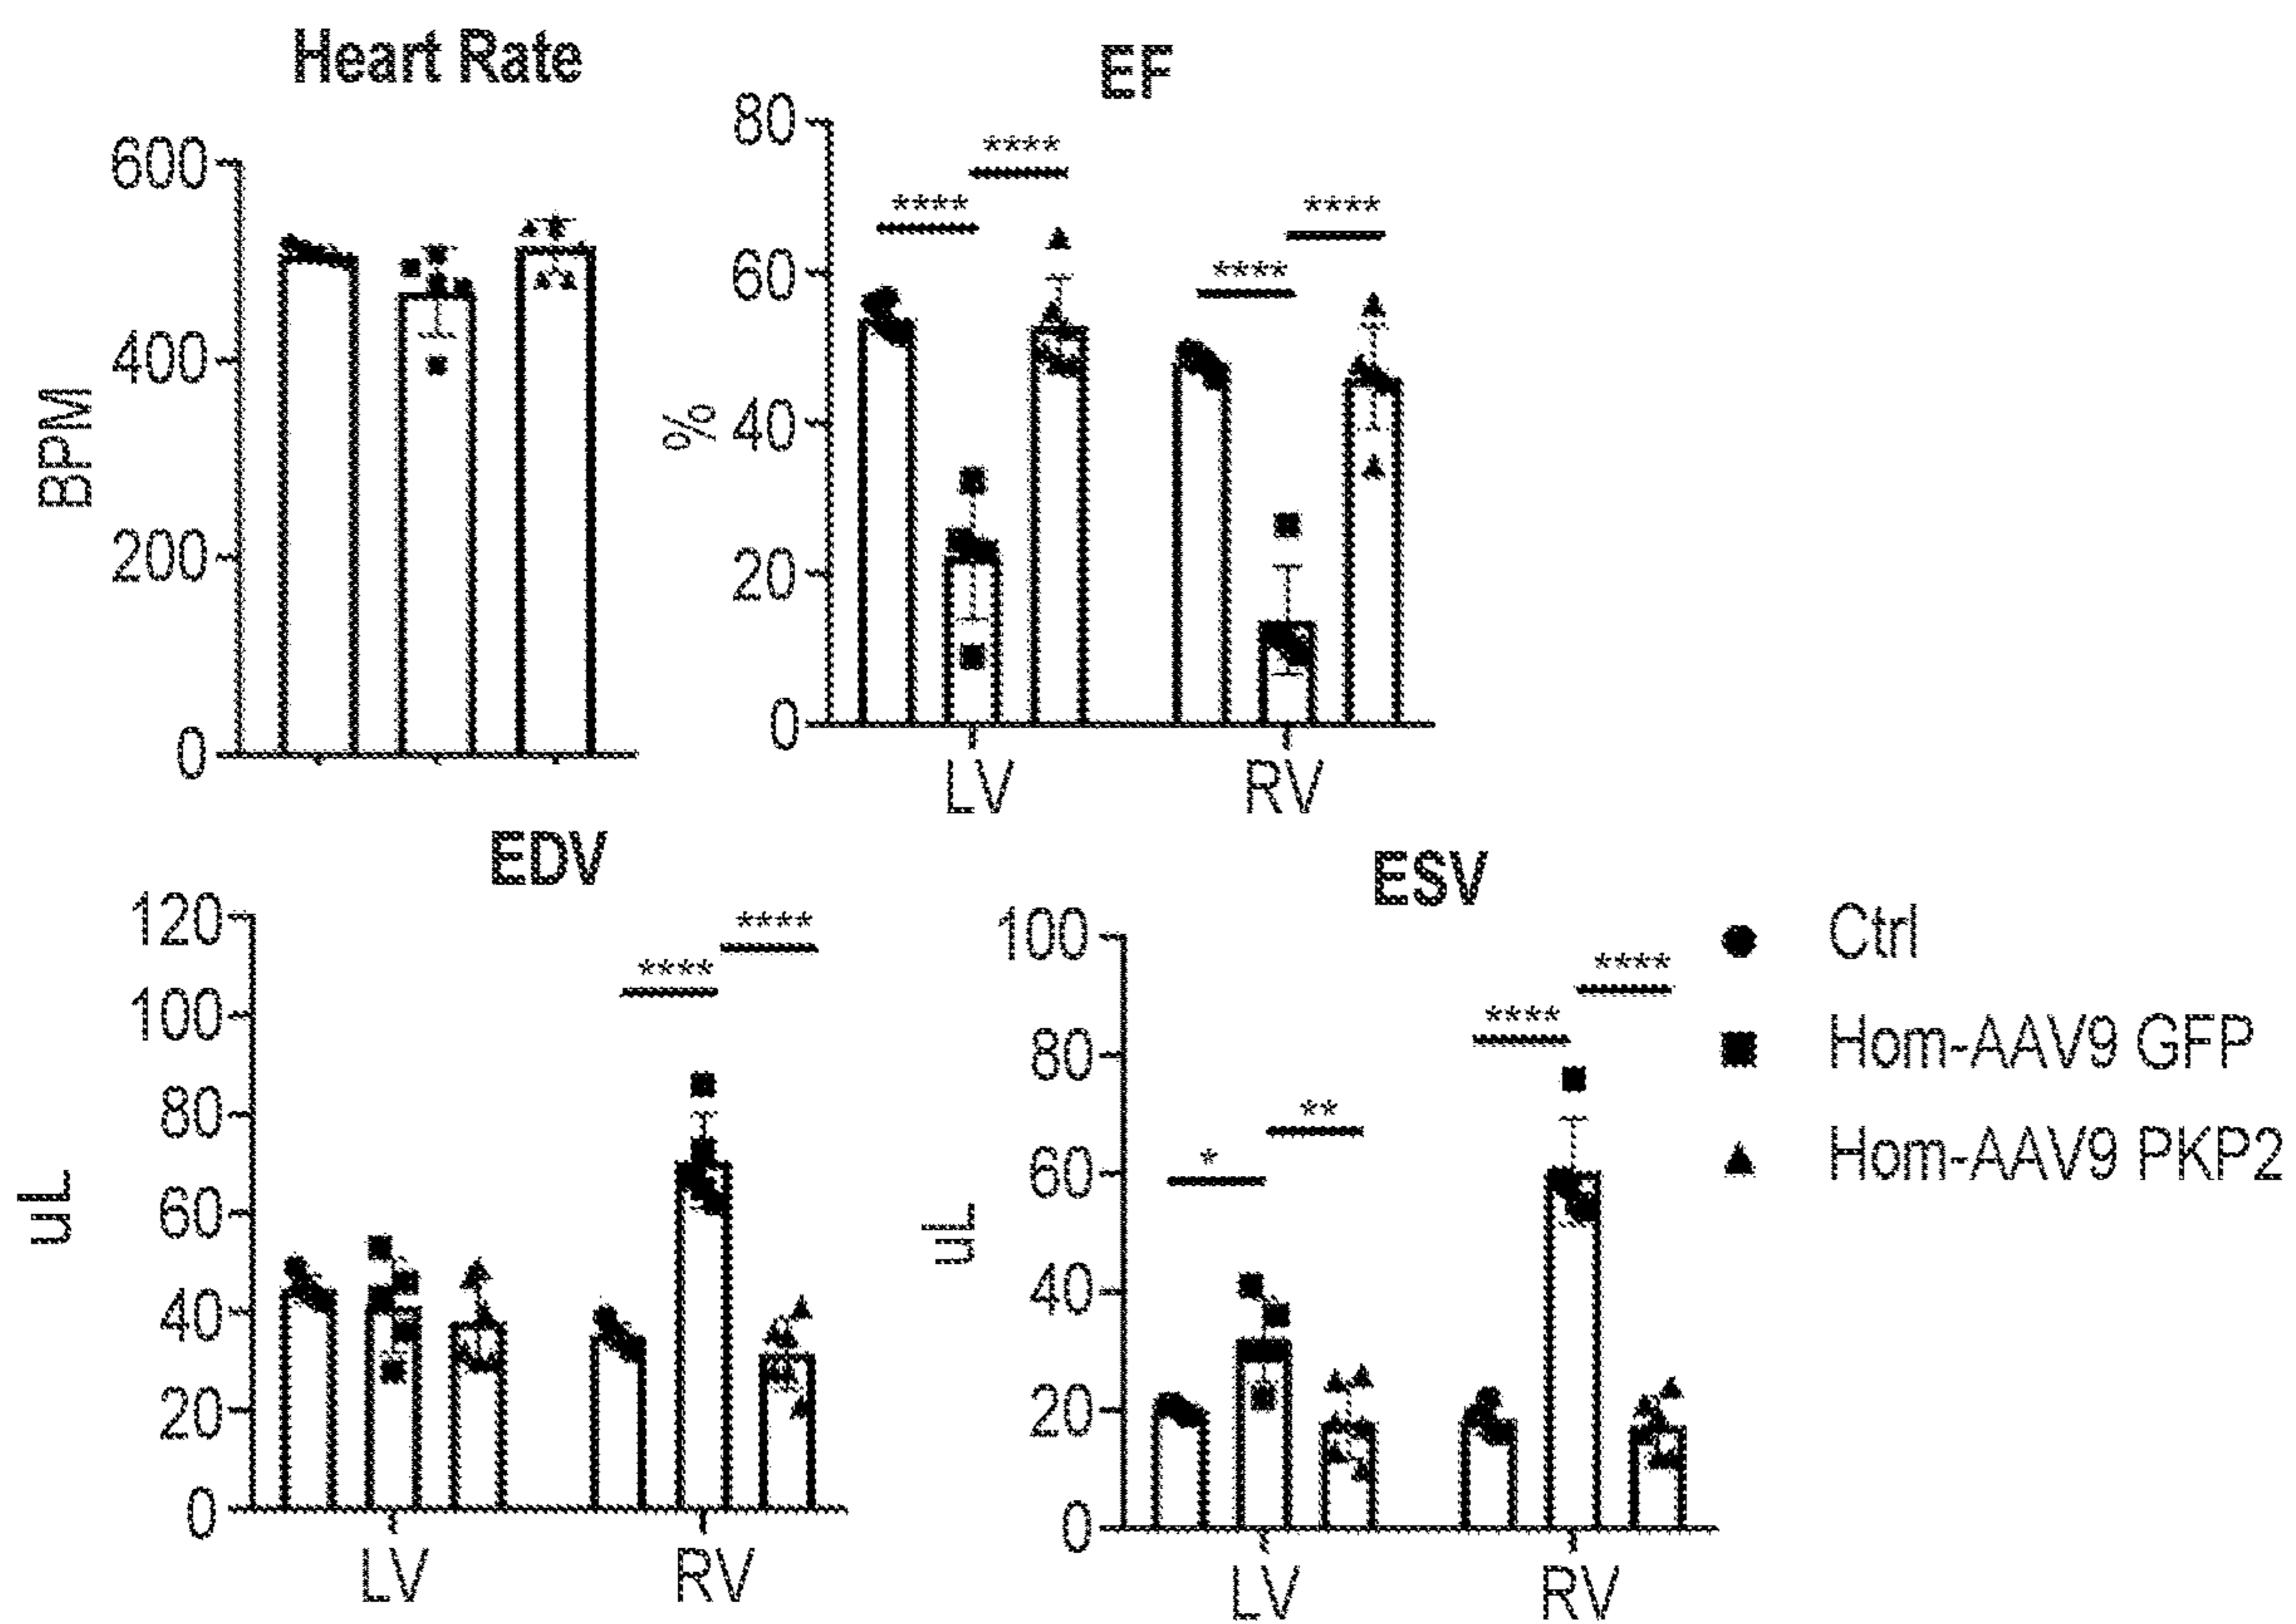 Heart Rate
BPM
600
400
200
0
EF
%
80
60
40
20
0
****
****
****
****
LV
RV
EDV
uL
120
100
80
60
40
20
0
****
****
LV
RV
ESV
uL
100
80
60
40
20
0
*
**
****
****
LV
RV
Ctrl
Hom-AAV9 GFP
Hom-AAV9 PKP2